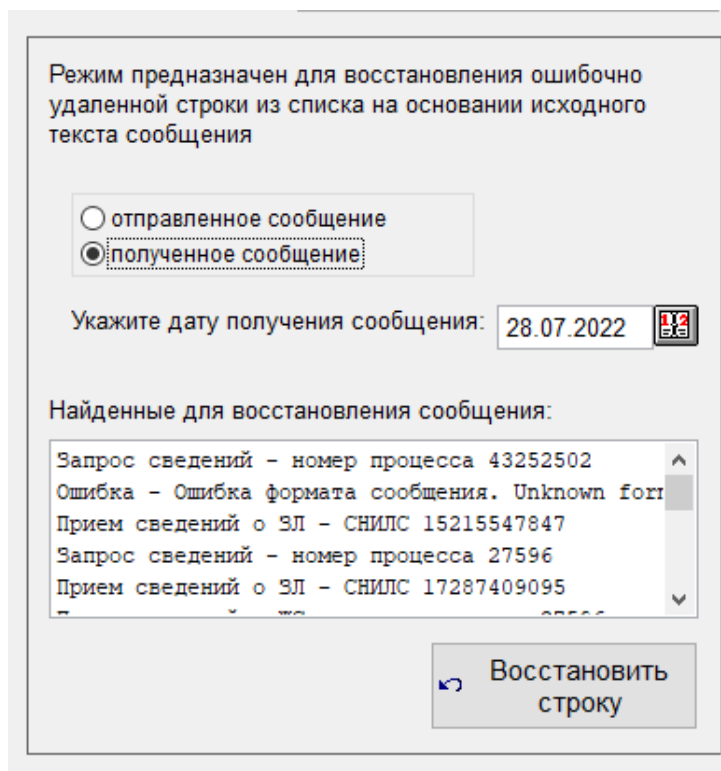 Режим предназначен для восстановления ошибочно
удаленной строки из списка на основании исходного
текста сообщения
отправленное сообщение
полученное сообщение
Укажите дату получения сообщения: 28.07.2022
Найденные для восстановления сообщения:
Запрос сведений - номер процесса 43252502
Ошибка - Ошибка формата сообщения. Unknown
Прием сведений о ЗЛ - СНИЛС 15215547847
Запрос сведений - номер процесса 27596
Прием сведений о ЗЛ - СНИЛС 17287409095
Восстановить
строку